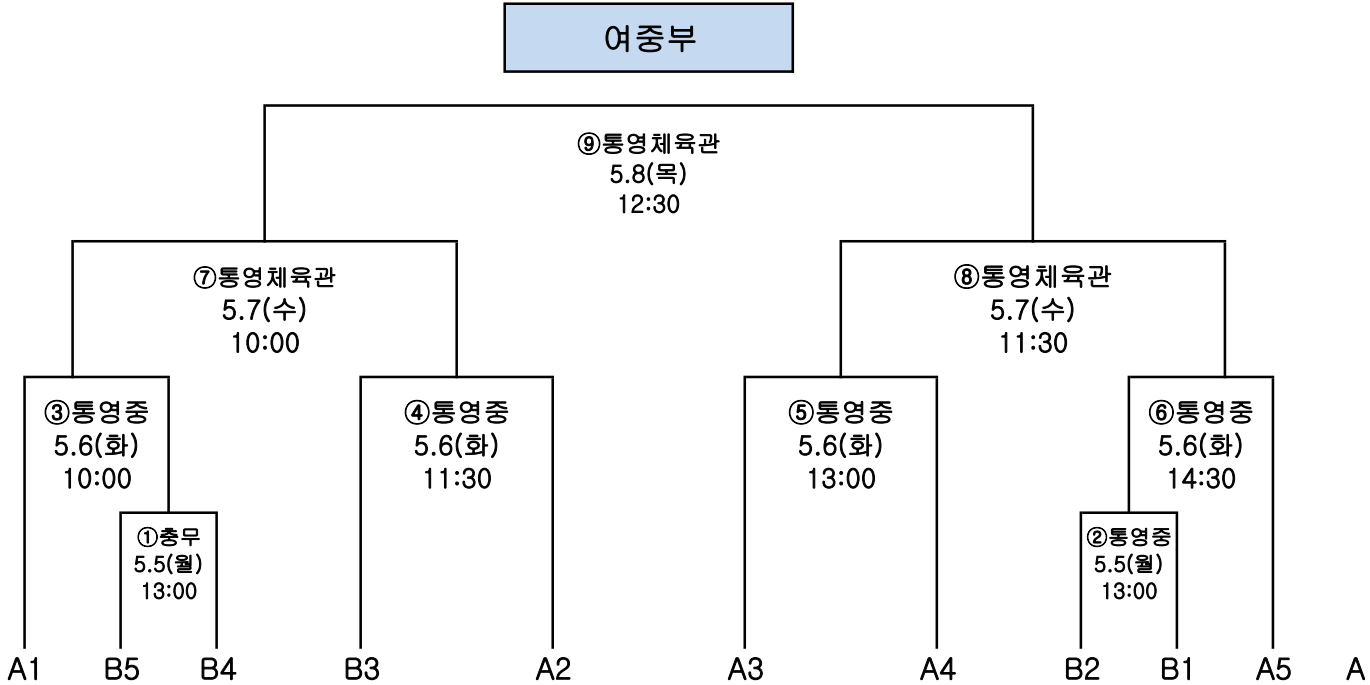 여중부
⑨통영체육관
5.8(목)
12:30
⑦통영체육관
5.7(수)
10:00
⑧통영체육관
5.7(수)
11:30
③통영중
5.6(화)
10:00
④통영중
5.6(화)
11:30
⑤통영중
5.6(화)
13:00
⑥통영중
5.6(화)
14:30
①충무
5.5(월)
13:00
②통영중
5.5(월)
13:00
A1 B5 B4 B3 A2 A3 A4 B2 B1 A5 A